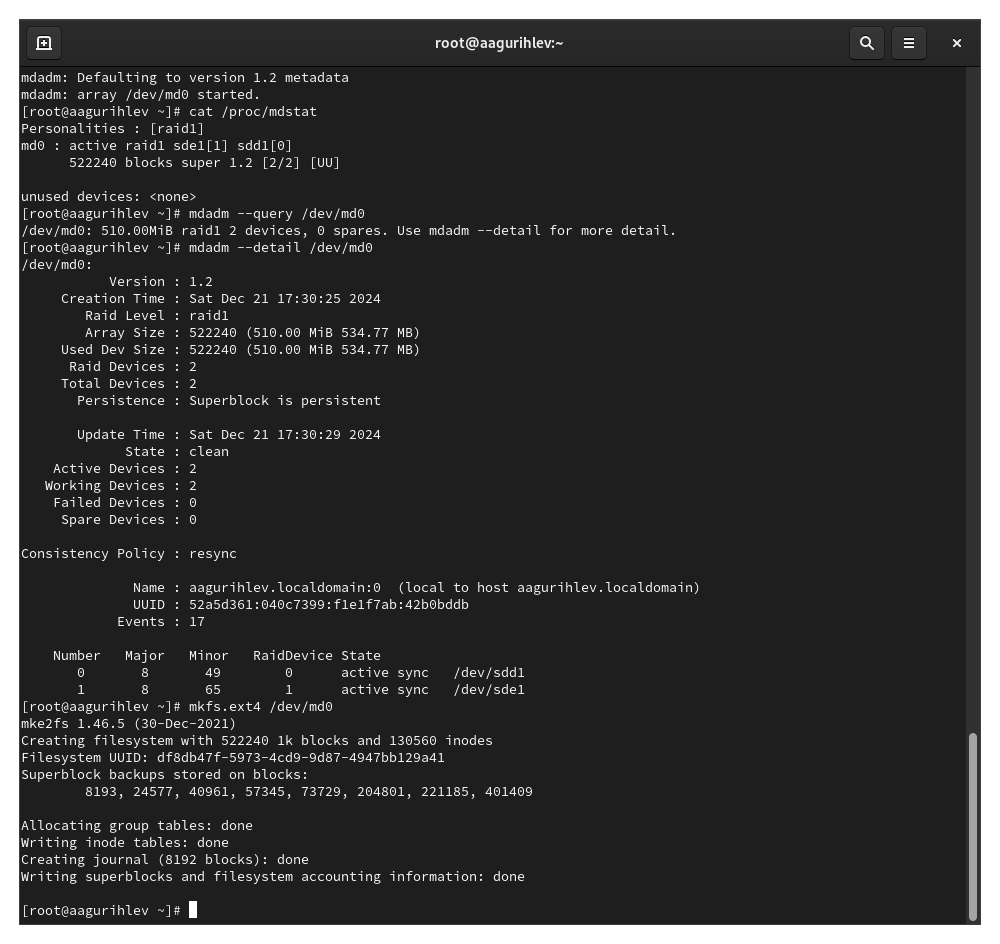 root@aagurihlev:~
mdadm: Defaulting to version 1.2 metadata
mdadm: array /dev/md0 started.
[root@aagurihlev ~]# cat /proc/mdstat
Personalities : [raid1]
md0 : active raid1 sde1[1] sdd1[0]
      522240 blocks super 1.2 [2/2] [UU]

unused devices: <none>
[root@aagurihlev ~]# mdadm --query /dev/md0
/dev/md0: 510.00MiB raid1 2 devices, 0 spares. Use mdadm --detail for more detail.
[root@aagurihlev ~]# mdadm --detail /dev/md0
/dev/md0:
           Version : 1.2
     Creation Time : Sat Dec 21 17:30:25 2024
        Raid Level : raid1
        Array Size : 522240 (510.00 MiB 534.77 MB)
     Used Dev Size : 522240 (510.00 MiB 534.77 MB)
      Raid Devices : 2
     Total Devices : 2
       Persistence : Superblock is persistent

       Update Time : Sat Dec 21 17:30:29 2024
             State : clean
    Active Devices : 2
   Working Devices : 2
    Failed Devices : 0
     Spare Devices : 0

Consistency Policy : resync

              Name : aagurihlev.localdomain:0  (local to host aagurihlev.localdomain)
              UUID : 52a5d361:040c7399:f1e1f7ab:42b0bddb
            Events : 17

    Number   Major   Minor   RaidDevice State
       0       8       49        0      active sync   /dev/sdd1
       1       8       65        1      active sync   /dev/sde1
[root@aagurihlev ~]# mkfs.ext4 /dev/md0
mke2fs 1.46.5 (30-Dec-2021)
Creating filesystem with 522240 1k blocks and 130560 inodes
Filesystem UUID: df8db47f-5973-4cd9-9d87-4947bb129a41
Superblock backups stored on blocks:
        8193, 24577, 40961, 57345, 73729, 204801, 221185, 401409

Allocating group tables: done
Writing inode tables: done
Creating journal (8192 blocks): done
Writing superblocks and filesystem accounting information: done

[root@aagurihlev ~]#